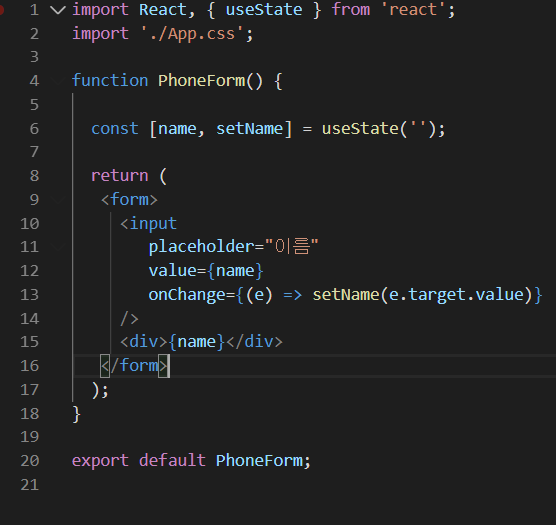 1 import React, { useState } from 'react';
2 import './App.css';
3
4 function PhoneForm() {
5
6 const [name, setName] = useState('');
7
8 return (
9 <form>
10 <input
11 placeholder="이름"
12 value={name}
13 onChange={(e) => setName(e.target.value)}
14 />
15 <div>{name}</div>
16 </form>
17 );
18 }
19
20 export default PhoneForm;
21